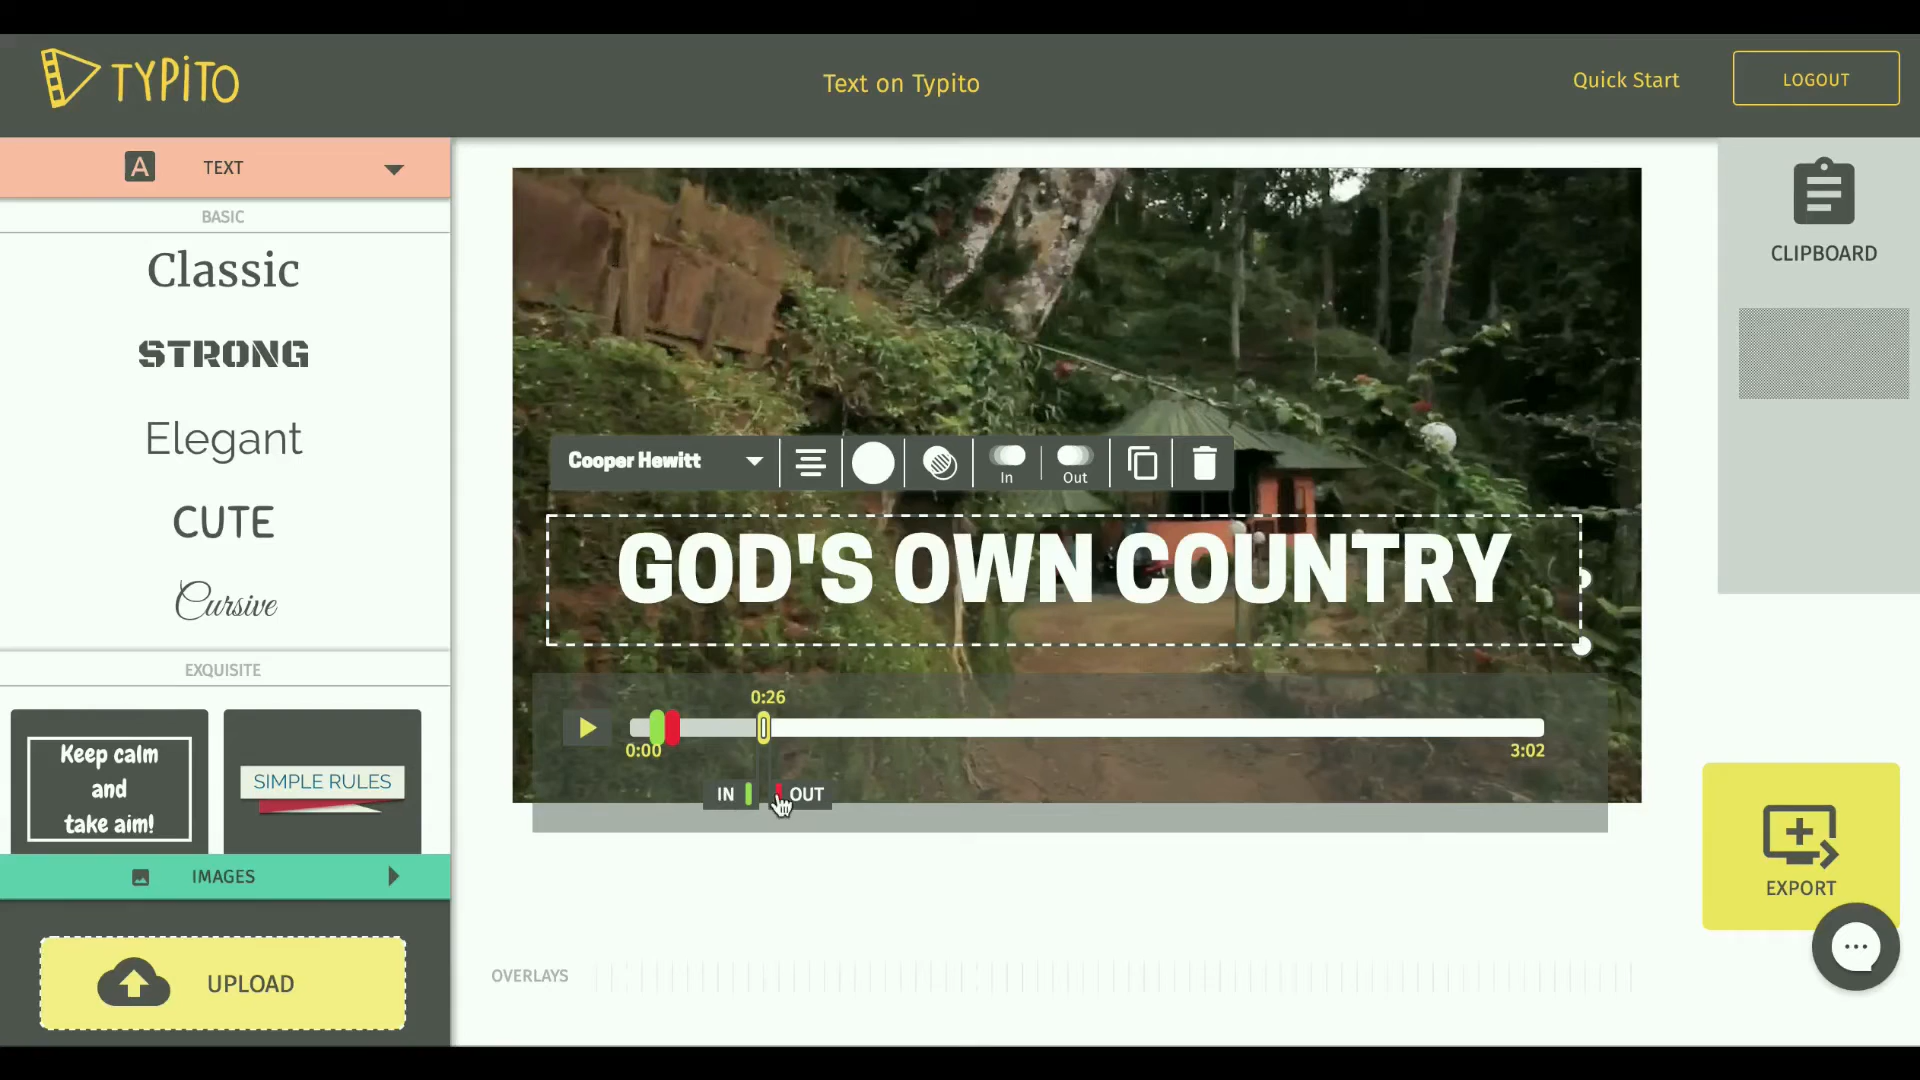 TYPITO
Text on Typito
Quick Start
LOGOUT
A TEXT
BASIC
Classic
STRONG
Elegant
CUTE
Cursive
EXQUISITE
Keep calm
and
take aim!
SIMPLE RULES
IMAGES
UPLOAD
Cooper Hewitt
In
Out
GOD'S OWN COUNTRY
0:26
0:00
3:02
IN
OUT
OVERLAYS
CLIPBOARD
EXPORT